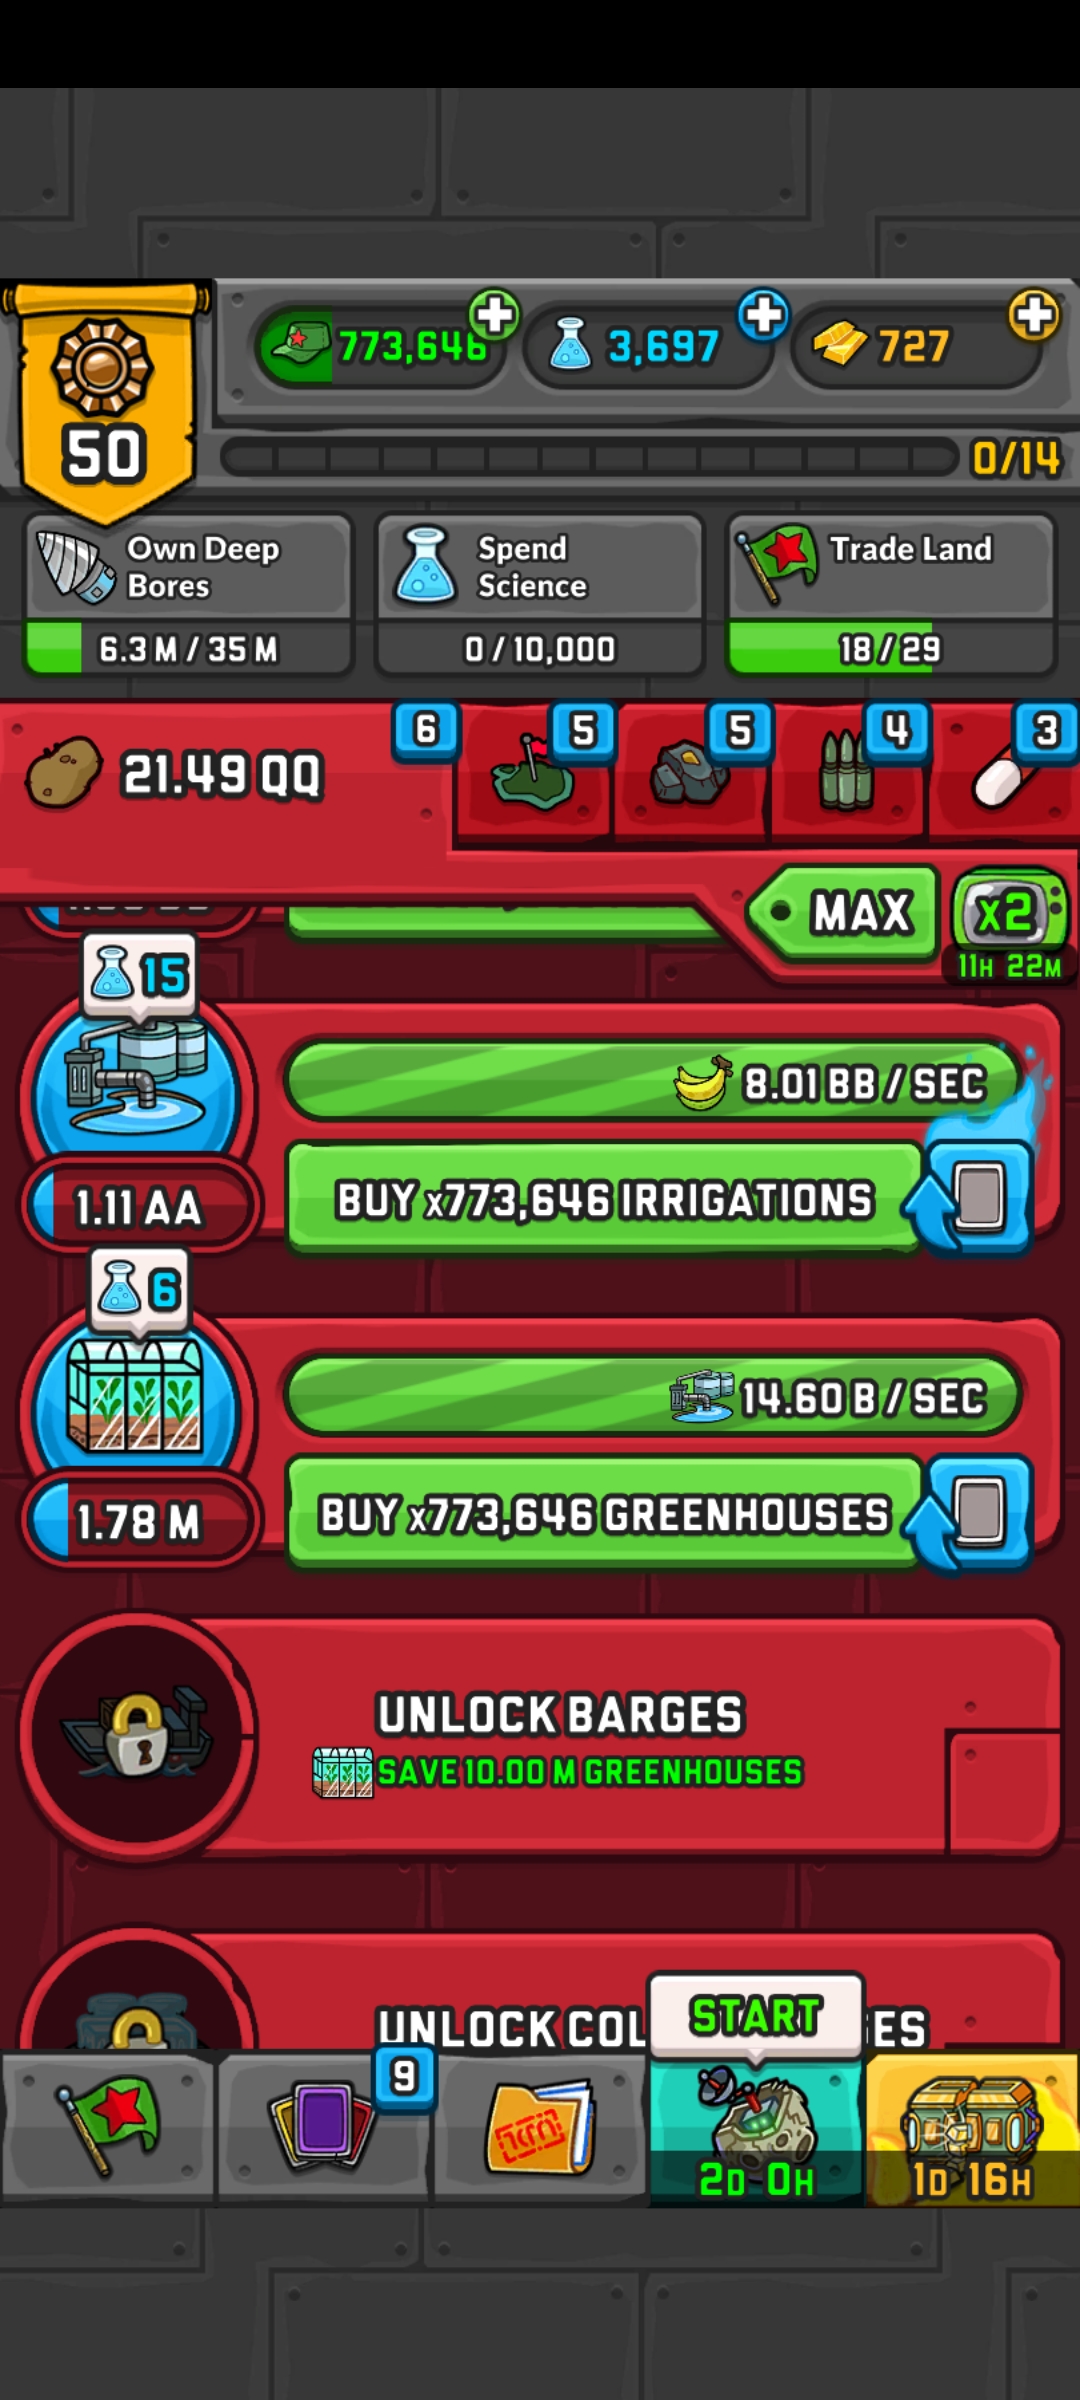 773,646
3,697
727
50
0/14
Own Deep
Bores
6.3 M / 35 M
Spend
Science
0 / 10,000
Trade Land
18 / 29
21.49 QQ
6
5
5
4
3
MAX
x2
11H 22M
15
8.01 BB / SEC
1.11 AA
BUY x773,646 IRRIGATIONS
6
14.60 B / SEC
1.78 M
BUY x773,646 GREENHOUSES
UNLOCK BARGES
SAVE 10.00 M GREENHOUSES
UNLOCK COL
ES
START
9
2D 0H
1D 16H